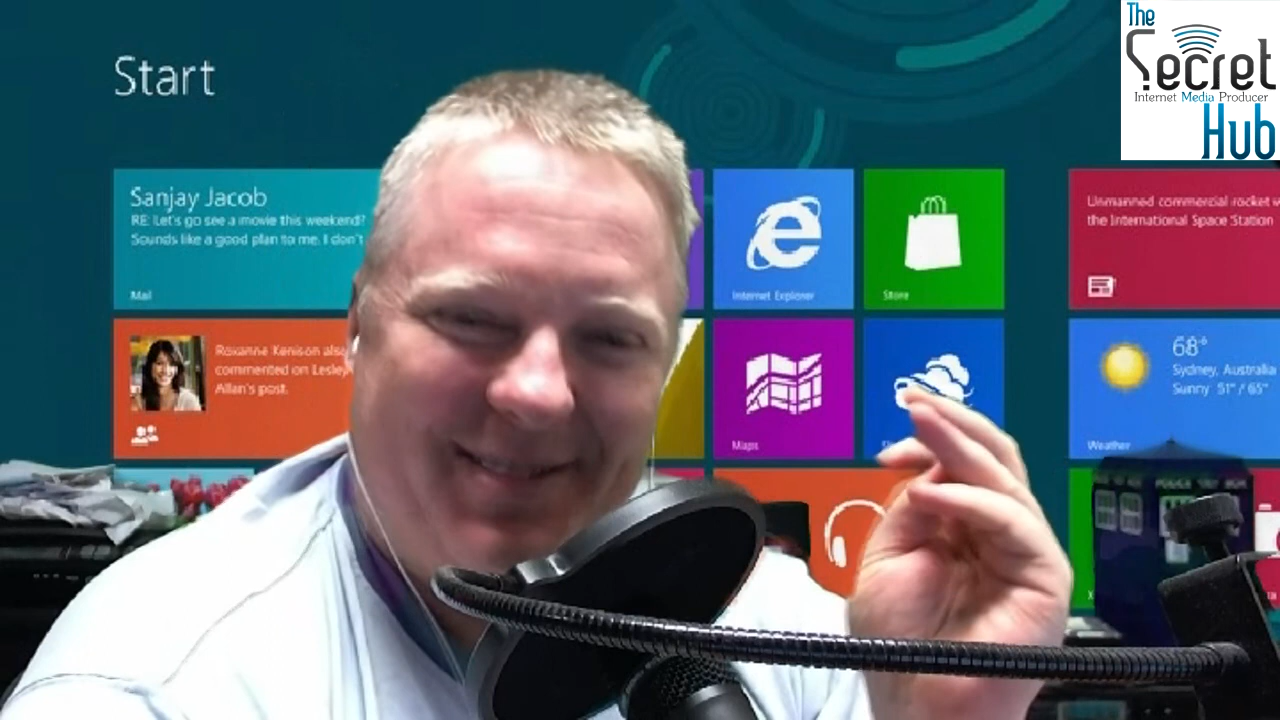 The
Secret
Internet Media Producer
Hub
Start
Sanjay Jacob
RE: Let's go see a movie this weekend?
Sounds like a good plan to me. I don't
Mail
Internet Explorer
Store
Unmanned commercial rocket
the International Space Station
Roxanne Kenison also
commented on Lesley
Allan's post.
Maps
68°
Sydney, Australia
Sunny 51° / 65°
Weather